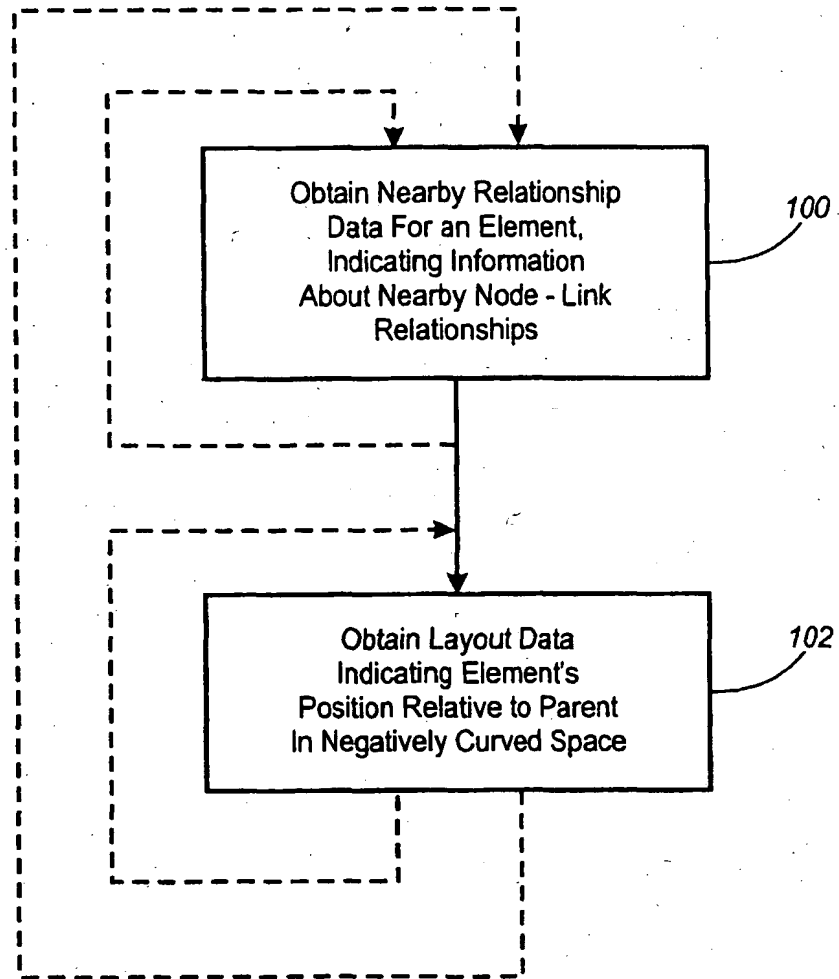 Obtain Nearby Relationship
Data For an Element,
Indicating Information
About Nearby Node - Link
Relationships
100
Obtain Layout Data
Indicating Element's
Position Relative to Parent
In Negatively Curved Space
102